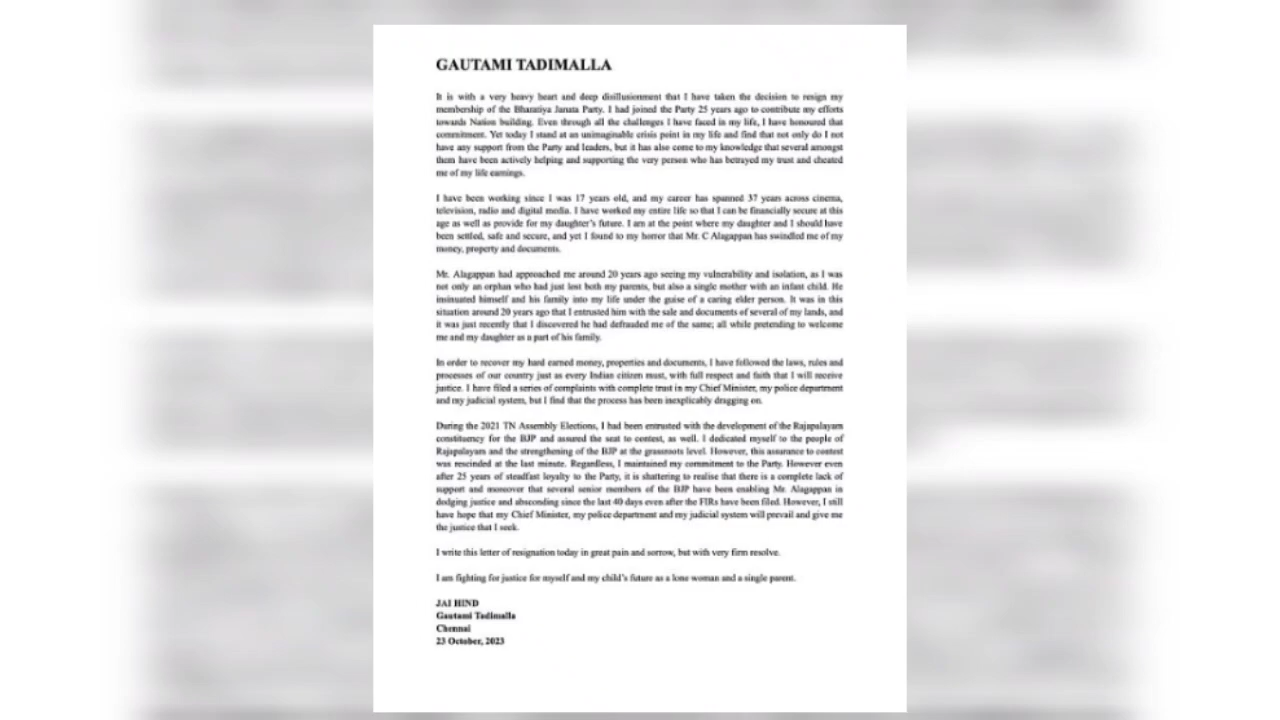 GAUTAMI TADIMALLA
It is with a very heavy heart and deep disillusionment that I have taken the decision to resign my
membership of the Bharatiya Janata Party. I had joined the Party 25 years ago to contribute my efforts
towards Nation building. Even through all the challenges I have faced in my life, I have honoured that
commitment. Yet today I stand at an unimaginable crisis point in my life and find that not only do I not
have any support from the Party and leaders, but it has also come to my knowledge that several amongst
them have been actively helping and supporting the very person who has betrayed my trust and cheated
me of my life earnings.
I have been working since I was 17 years old, and my career has spanned 37 years across cinema,
television, radio and digital media. I have worked my entire life so that I can be financially secure at this
age as well as provide for my daughter's future. I am at the point where my daughter and I should have
been settled, safe and secure, and yet I found to my horror that Mr. C Alagappan has swindled me of my
money, property and documents.
Mr. Alagappan had approached me around 20 years ago seeing my vulnerability and isolation, as I was
not only an orphan who had just lost both my parents, but also a single mother with an infant child. He
insinuated himself and his family into my life under the guise of a caring elder person. It was in this
situation around 20 years ago that I entrusted him with the sale and documents of several of my lands, and
it was just recently that I discovered he had defrauded me of the same; all while pretending to welcome
me and my daughter as a part of his family.
In order to recover my hard earned money, properties and documents, I have followed the laws, rules and
processes of our country just as every Indian citizen must, with full respect and faith that I will receive
justice. I have filed a series of complaints with complete trust in my Chief Minister, my police department
and my judicial system, but I find that the process has been inexplicably dragging on.
During the 2021 TN Assembly Elections, I had been entrusted with the development of the Rajapalayam
constituency for the BJP and assured the seat to contest, as well. I dedicated myself to the people of
Rajapalayam and the strengthening of the BJP at the grassroots level. However, this assurance to contest
was rescinded at the last minute. Regardless, I maintained my commitment to the Party. However even
after 25 years of steadfast loyalty to the Party, it is shattering to realise that there is a complete lack of
support and moreover that several senior members of the BJP have been enabling Mr. Alagappan in
dodging justice and absconding since the last 40 days even after the FIRs have been filed. However, I still
have hope that my Chief Minister, my police department and my judicial system will prevail and give me
the justice that I seek.
I write this letter of resignation today in great pain and sorrow, but with very firm resolve.
I am fighting for justice for myself and my child's future as a lone woman and a single parent.
JAI HIND
Gautami Tadimalla
Chennai
23 October, 2023